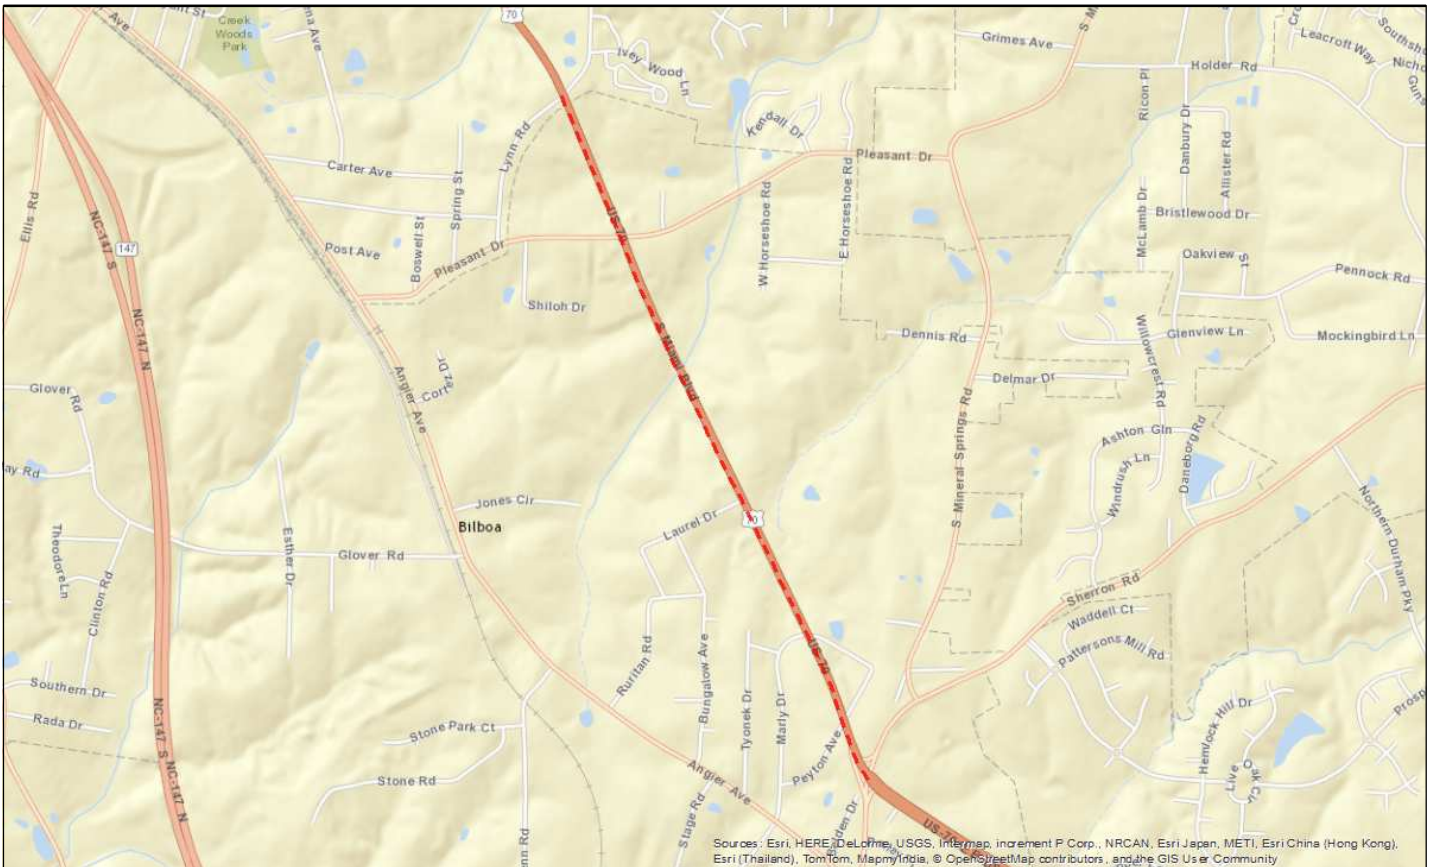 Creek
Woods
Park
70
Ivey Wood
Ln
Grimes Ave
Holder Rd
Leacroft Way
Ricon Pl
Danbury Dr
Allister Rd
Kendall Dr
Lynn Rd
Pleasant Dr
Carter Ave
Spring St
Boswell St
Ellis Rd
NC-147 S
147
Post Ave
Pleasant Dr
US-70
W Horseshoe Rd
E Horseshoe Rd
McLamb Dr
Bristlewood Dr
Oakview St
Pennock Rd
Shiloh Dr
NC-147 N
S Miami Blvd
Dennis Rd
Willowcrest Rd
Glenview Ln
Mockingbird Ln
Glover
Rd
Angier Ave
Delmar Dr
S Mineral Springs Rd
Ashton Gln
Windrush Ln
Daneborg Rd
Jones Cir
Bilboa
Laurel Dr
Northern Durham Pky
Theodore Ln
Clinton Rd
Esther Dr
Glover Rd
Sherron Rd
Waddell Ct
Pattersons Mill Rd
Ruritan Rd
Bungalow Ave
Tyonek Dr
Marly Dr
US-70
Southern Dr
Rada Dr
NC-147 S
NC-147 N
Stone Park Ct
Stone Rd
Angier Ave
Peyton Ave
Stage Rd
Hemlock Hill Dr
Sources: Esri, HERE, DeLorme, USGS, Intermap, increment P Corp., NRCAN, Esri Japan, METI, Esri China (Hong Kong),
Esri (Thailand), TomTom, MapmyIndia, © OpenStreetMap contributors, and the GIS User Community